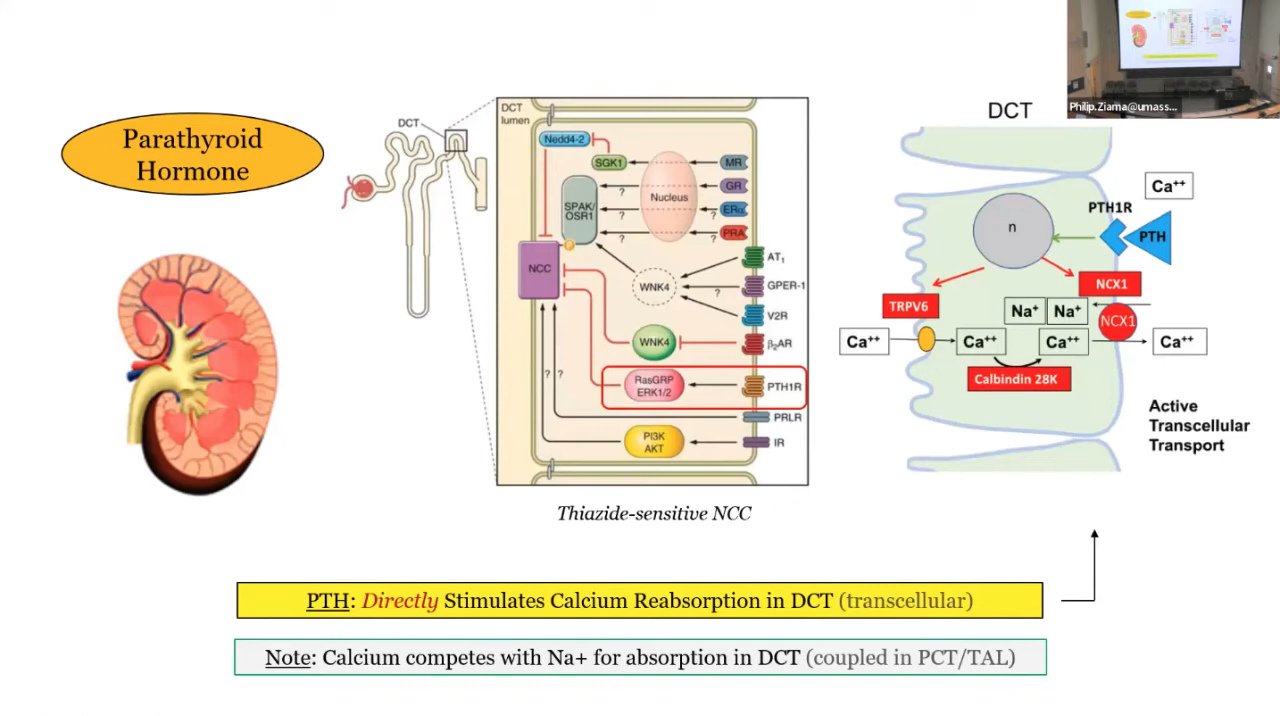 Philip.Ziama@umass...
Parathyroid
Hormone
DCT
DCT
lumen
Nedd4-2
SGK1
MR
GR
ERα
PRA
Nucleus
SPAK/
OSR1
?
?
?
?
?
P
NCC
AT1
GPER-1
V2R
β2AR
WNK4
?
WNK4
RasGRP
ERK1/2
PTH1R
? ?
PRLR
PI3K
AKT
IR
Thiazide-sensitive NCC
DCT
Ca++
PTH1R
PTH
n
NCX1
TRPV6
Na+ Na+
NCX1
Ca++ Ca++ Ca++ Ca++
Calbindin 28K
Active
Transcellular
Transport
PTH: Directly Stimulates Calcium Reabsorption in DCT (transcellular)
Note: Calcium competes with Na+ for absorption in DCT (coupled in PCT/TAL)